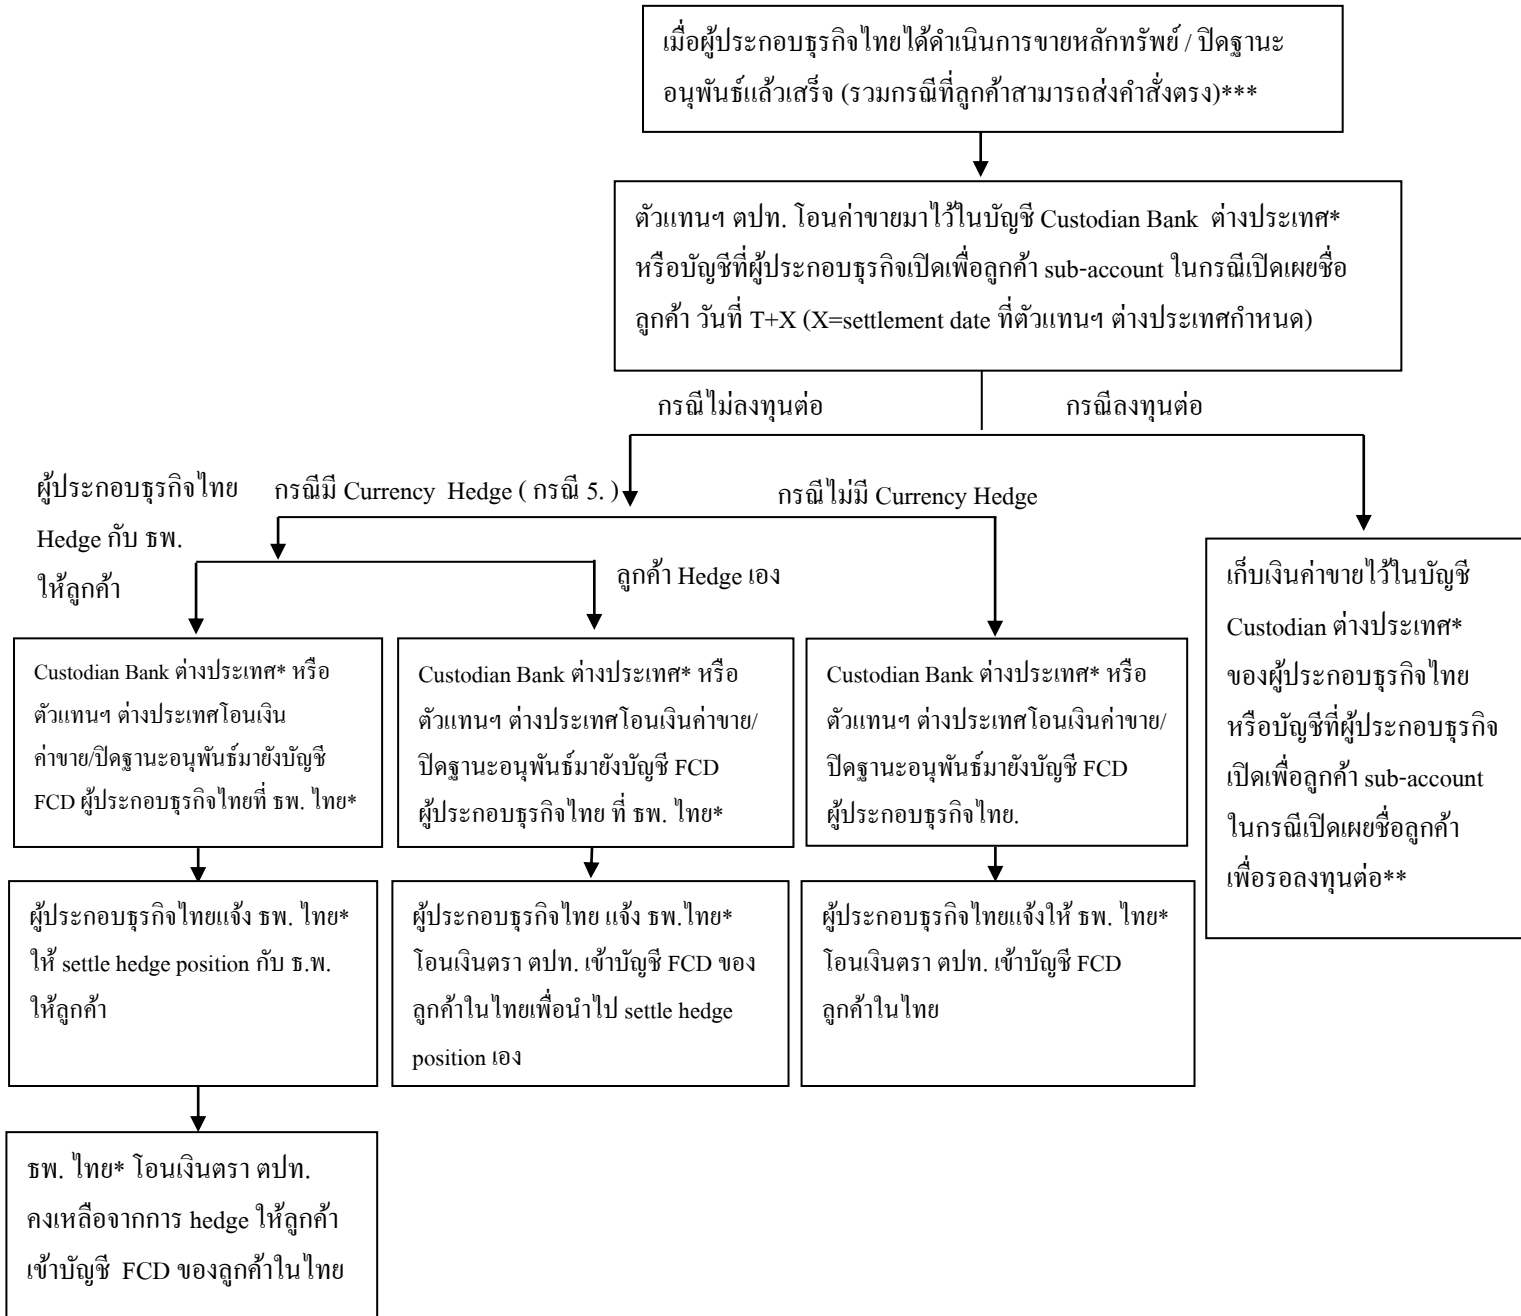 เมื่อผู้ประกอบธุรกิจไทยได้ดำเนินการขายหลักทรัพย์ / ปิดฐานะ
อนุพันธ์แล้วเสร็จ (รวมกรณีที่ลูกค้าสามารถส่งคำสั่งตรง)***
ตัวแทนฯ ตปท. โอนค่าขายมาไว้ในบัญชี Custodian Bank ต่างประเทศ*
หรือบัญชีที่ผู้ประกอบธุรกิจเปิดเพื่อลูกค้า sub-account ในกรณีเปิดเผยชื่อ
ลูกค้า วันที่ T+X (X=settlement date ที่ตัวแทนฯ ต่างประเทศกำหนด)
กรณีไม่ลงทุนต่อ
กรณีลงทุนต่อ
ผู้ประกอบธุรกิจไทย
Hedge กับ ธพ.
ให้ลูกค้า
กรณีมี Currency Hedge ( กรณี 5. )
กรณีไม่มี Currency Hedge
ลูกค้า Hedge เอง
Custodian Bank ต่างประเทศ* หรือ
ตัวแทนฯ ต่างประเทศโอนเงิน
ค่าขาย/ปิดฐานะอนุพันธ์มายังบัญชี
FCD ผู้ประกอบธุรกิจไทยที่ ธพ. ไทย*
Custodian Bank ต่างประเทศ* หรือ
ตัวแทนฯ ต่างประเทศโอนเงินค่าขาย/
ปิดฐานะอนุพันธ์มายังบัญชี FCD
ผู้ประกอบธุรกิจไทย ที่ ธพ. ไทย*
Custodian Bank ต่างประเทศ* หรือ
ตัวแทนฯ ต่างประเทศโอนเงินค่าขาย/
ปิดฐานะอนุพันธ์มายังบัญชี FCD
ผู้ประกอบธุรกิจไทย.
เก็บเงินค่าขายไว้ในบัญชี
Custodian ต่างประเทศ*
ของผู้ประกอบธุรกิจไทย
หรือบัญชีที่ผู้ประกอบธุรกิจ
เปิดเพื่อลูกค้า sub-account
ในกรณีเปิดเผยชื่อลูกค้า
เพื่อรอลงทุนต่อ**
ผู้ประกอบธุรกิจไทยแจ้ง ธพ. ไทย*
ให้ settle hedge position กับ ธ.พ.
ให้ลูกค้า
ผู้ประกอบธุรกิจไทย แจ้ง ธพ.ไทย*
โอนเงินตรา ตปท. เข้าบัญชี FCD ของ
ลูกค้าในไทยเพื่อนำไป settle hedge
position เอง
ผู้ประกอบธุรกิจไทยแจ้งให้ ธพ. ไทย*
โอนเงินตรา ตปท. เข้าบัญชี FCD
ลูกค้าในไทย
ธพ. ไทย* โอนเงินตรา ตปท.
คงเหลือจากการ hedge ให้ลูกค้า
เข้าบัญชี FCD ของลูกค้าในไทย